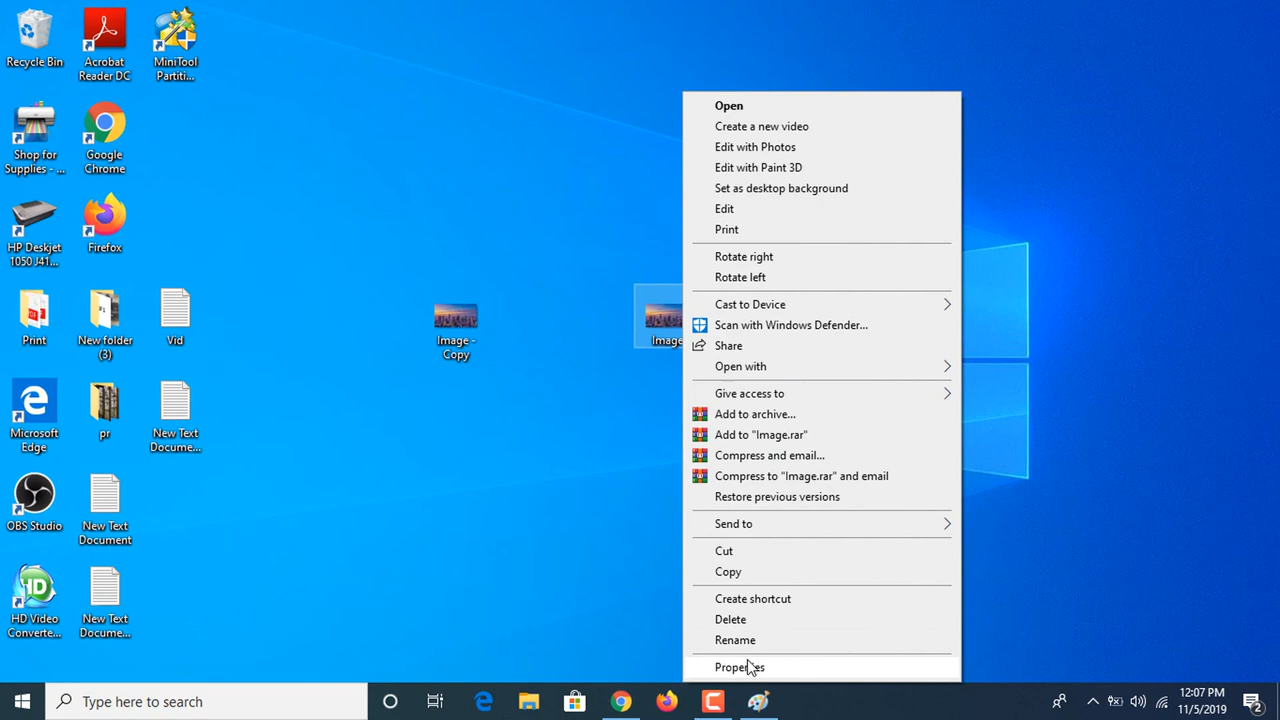 Recycle Bin
Acrobat
Reader DC
MiniTool
Partiti...
Shop for
Supplies - ...
Google
Chrome
HP Deskjet
1050 J41...
Firefox
Print
New folder
(3)
Vid
Microsoft
Edge
pr
New Text
Docume...
OBS Studio
New Text
Document
HD Video
Converte...
New Text
Docume...
Image -
Copy
Image
Open
Create a new video
Edit with Photos
Edit with Paint 3D
Set as desktop background
Edit
Print
Rotate right
Rotate left
Cast to Device
Scan with Windows Defender...
Share
Open with
Give access to
Add to archive...
Add to "Image.rar"
Compress and email...
Compress to "Image.rar" and email
Restore previous versions
Send to
Cut
Copy
Create shortcut
Delete
Rename
Properties
Type here to search
12:07 PM
11/5/2019
2